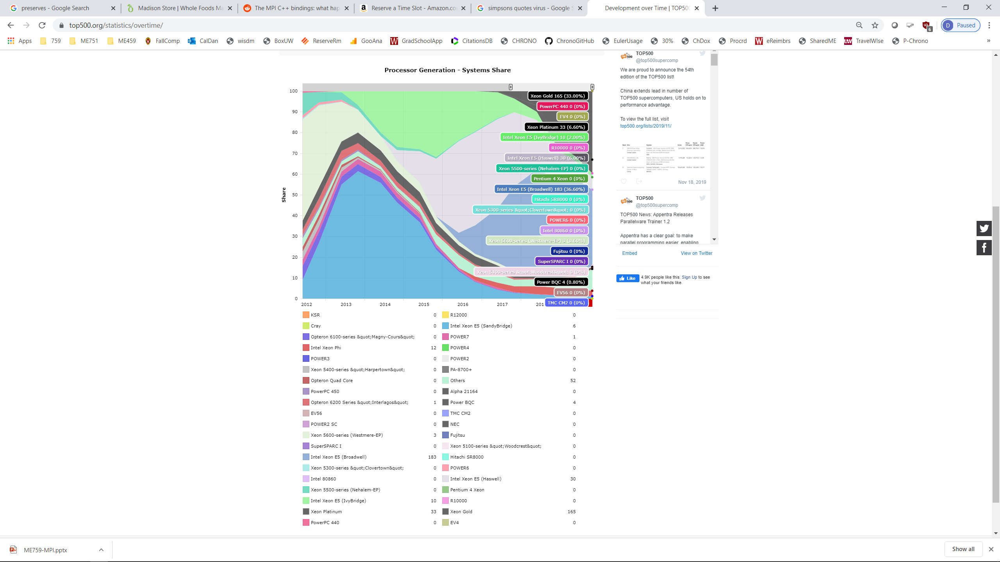 preserves - Google Search
Madison Store | Whole Foods Ma
The MPI C++ bindings: what hap
Reserve a Time Slot - Amazon.co
simpsons quotes virus - Google S
Development over Time | TOP500
top500.org/statistics/overtime/
6
D Paused
Apps 759 ME751 ME459 FallComp CalDan wisdm BoxUW ReserveRm GooAna GradSchoolApp CitationsDB CHRONO ChronoGitHub EulerUsage 30% ChDox Procrd eReimbrs SharedME TravelWIse P-Chrono »
Processor Generation - Systems Share
Share
100
90
80
70
60
50
40
30
20
10
0
2012 2013 2014 2015 2016 2017 201
Xeon Gold 165 (33.00%)
PowerPC 440 0 (0%)
EV4 0 (0%)
Xeon Platinum 33 (6.60%)
Intel Xeon E5 (IvyBridge) 10 (2.00%)
R10000 0 (0%)
Intel Xeon E5 (Haswell) 30 (6.00%)
Xeon 5500-series (Nehalem-EP) 0 (0%)
Pentium 4 Xeon 0 (0%)
Intel Xeon E5 (Broadwell) 183 (36.60%)
Hitachi SR8000 0 (0%)
Xeon 5300-series &quot;Clovertown&quot; 0 (0%)
POWER6 0 (0%)
Intel 80860 0 (0%)
Xeon 5600-series (Westmere-EP) 3 (0.60%)
Fujitsu 0 (0%)
SuperSPARC I 0 (0%)
Xeon 5100-series &quot;Woodcrest&quot; 0 (0%)
Power BQC 4 (0.80%)
EV56 0 (0%)
TMC CM2 0 (0%)
KSR 0 R12000 0
Cray 0 Intel Xeon E5 (SandyBridge) 6
Opteron 6100-series &quot;Magny-Cours&quot; 0 POWER7 1
Intel Xeon Phi 12 POWER4 0
POWER3 0 POWER2 0
Xeon 5400-series &quot;Harpertown&quot; 0 PA-8700+ 0
Opteron Quad Core 0 Others 52
PowerPC 450 0 Alpha 21164 0
Opteron 6200 Series &quot;Interlagos&quot; 1 Power BQC 4
EV56 0 TMC CM2 0
POWER2 SC 0 NEC 0
Xeon 5600-series (Westmere-EP) 3 Fujitsu 0
SuperSPARC I 0 Xeon 5100-series &quot;Woodcrest&quot; 0
Intel Xeon E5 (Broadwell) 183 Hitachi SR8000 0
Xeon 5300-series &quot;Clovertown&quot; 0 POWER6 0
Intel 80860 0 Intel Xeon E5 (Haswell) 30
Xeon 5500-series (Nehalem-EP) 0 Pentium 4 Xeon 0
Intel Xeon E5 (IvyBridge) 10 R10000 0
Xeon Platinum 33 Xeon Gold 165
PowerPC 440 0 EV4 0
TOP500
@top500supercomp
We are proud to announce the 54th
edition of the TOP500 list!
China extends lead in number of
TOP500 supercomputers, US holds on to
performance advantage.
To view the full list, visit
top500.org/lists/2019/11/
Nov 18, 2019
TOP500
@top500supercomp
TOP500 News: Appentra Releases
Parallelware Trainer 1.2
Appentra has a clear goal: to make
parallel programming easier, enabling
Embed View on Twitter
Like 4.9K people like this. Sign Up to see
what your friends like.
ME759-MPI.pptx
Show all